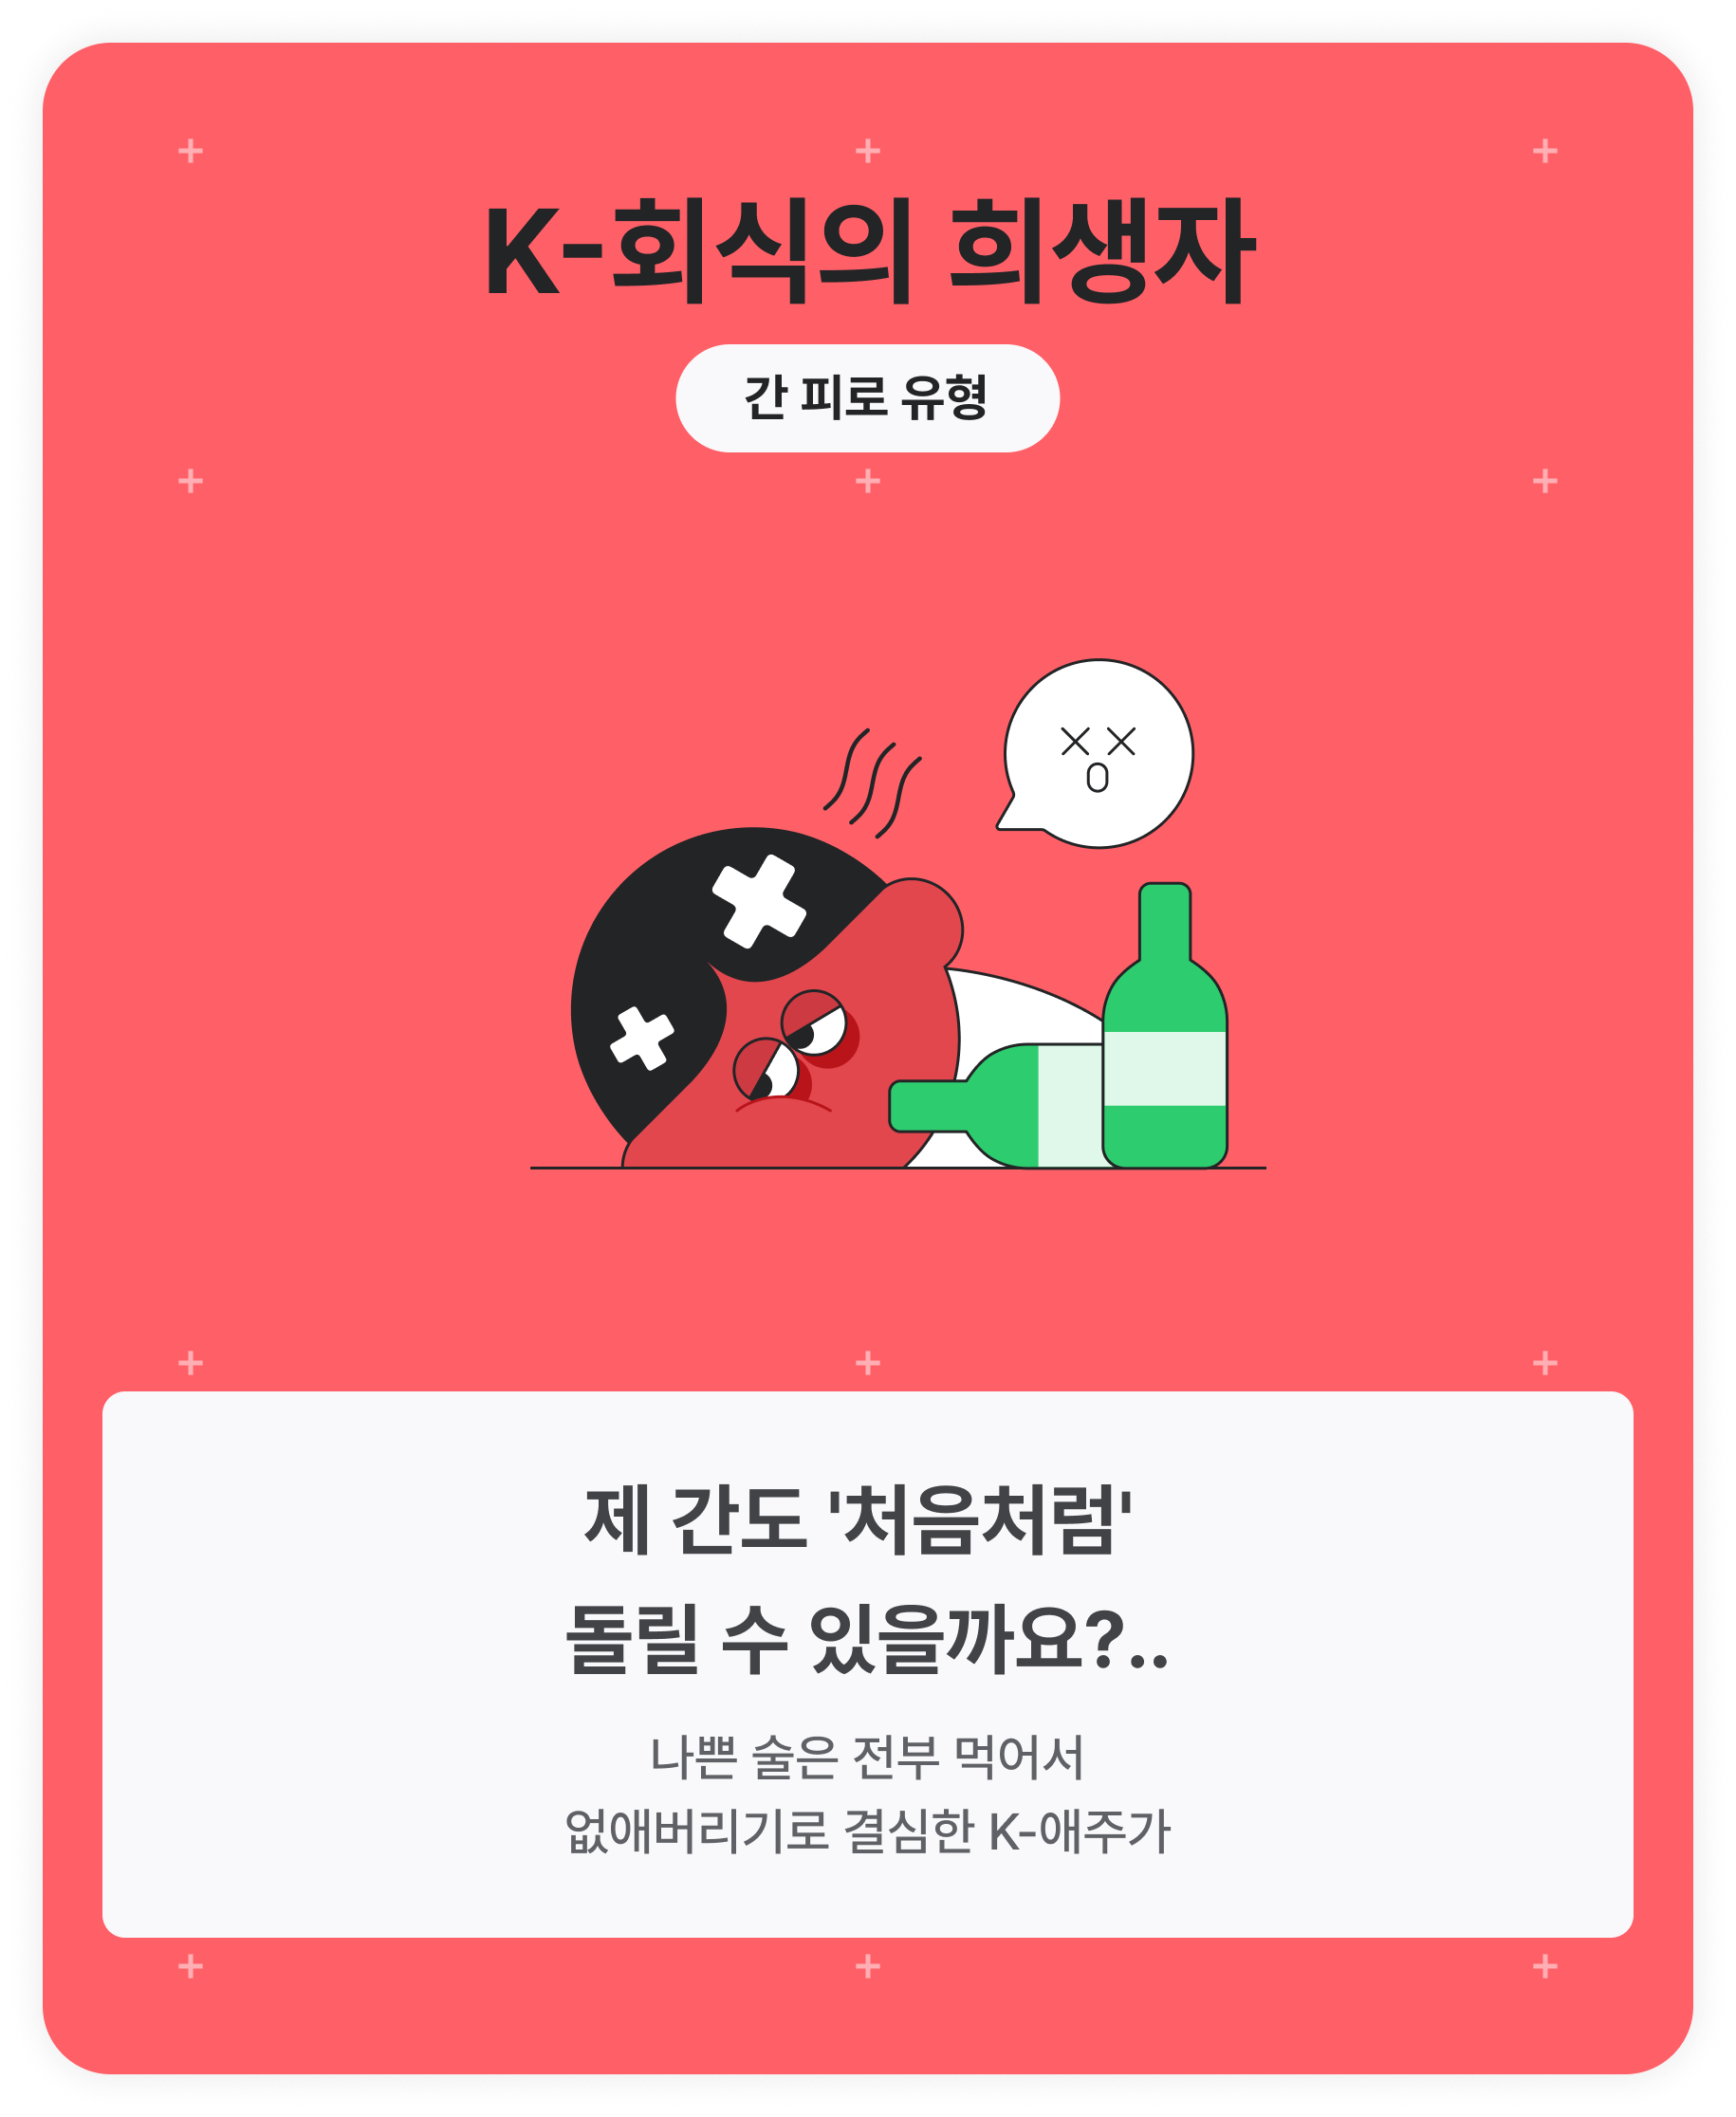 K-회식의 희생자
간 피로 유형
제 간도 '처음처럼'
들릴 수 있을까요?..
나쁜 술은 전부 먹어서
없애버리기로 결심한 K-애주가